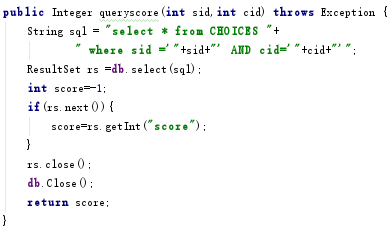 public Integer queryscore(int sid,int cid) throws Exception {
String sql = "select * from CHOICES "+
" where sid ='"+sid+"' AND cid='"+cid+"'";
ResultSet rs =db.select(sql);
int score=-1;
if(rs.next()){
score=rs.getInt("score");
}
rs.close();
db.Close();
return score;
}